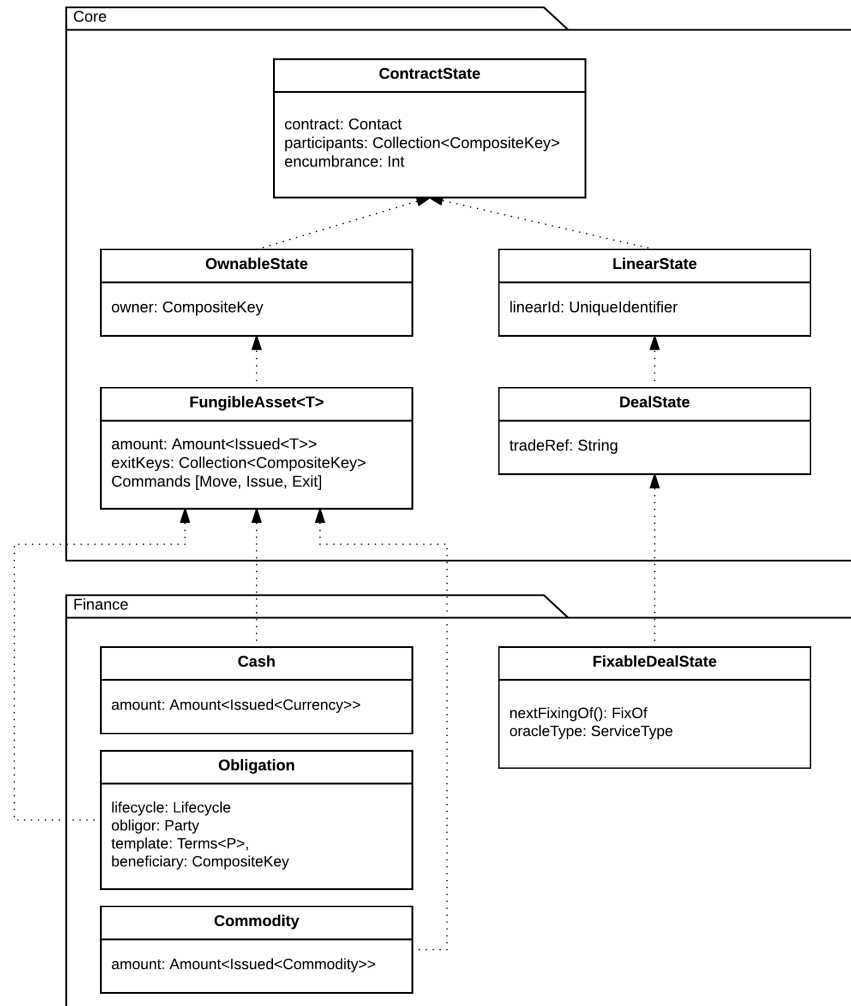 Core
ContractState
contract: Contact
participants: Collection<CompositeKey>
encumbrance: Int
OwnableState
owner: CompositeKey
LinearState
linearId: UniqueIdentifier
FungibleAsset<T>
amount: Amount<Issued<T>>
exitKeys: Collection<CompositeKey>
Commands [Move, Issue, Exit]
DealState
tradeRef: String
Finance
Cash
amount: Amount<Issued<Currency>>
FixableDealState
nextFixingOf(): FixOf
oracleType: ServiceType
Obligation
lifecycle: Lifecycle
obligor: Party
template: Terms<P>,
beneficiary: CompositeKey
Commodity
amount: Amount<Issued<Commodity>>